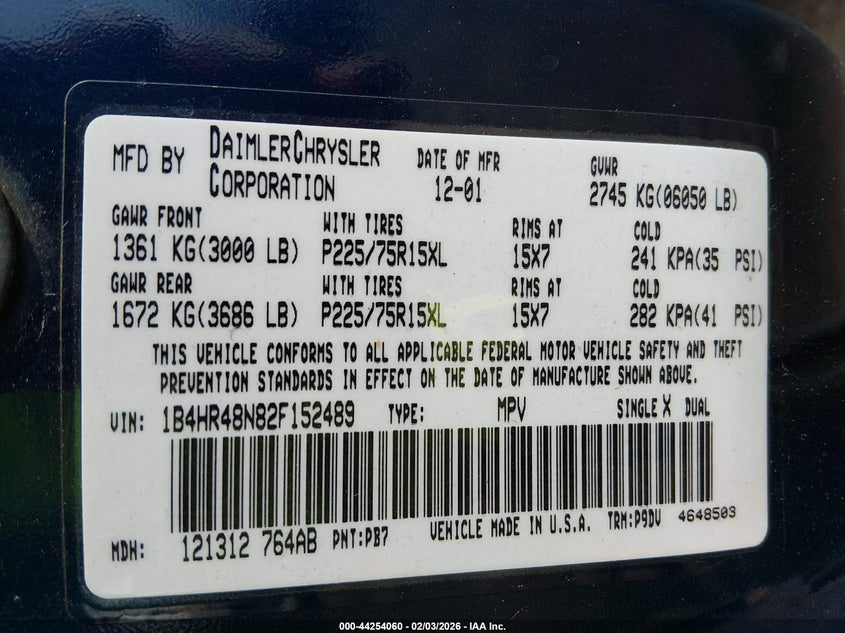 MFD BY DAIMLERCHRYSLER CORPORATION DATE OF MFR 12-01 GVWR 2745 KG(06050 LB)
GAWR FRONT WITH TIRES RIMS AT COLD
1361 KG(3000 LB) P225/75R15XL 15X7 241 KPA(35 PSI)
GAWR REAR WITH TIRES RIMS AT COLD
1672 KG(3686 LB) P225/75R15XL 15X7 282 KPA(41 PSI)
THIS VEHICLE CONFORMS TO ALL APPLICABLE FEDERAL MOTOR VEHICLE SAFETY AND THEFT
PREVENTION STANDARDS IN EFFECT ON THE DATE OF MANUFACTURE SHOWN ABOVE.
VIN: 1B4HR48N82F152489 TYPE: MPV SINGLE X DUAL
MDH: 121312 764AB PNT:PB7 VEHICLE MADE IN U.S.A. TRM:P9DV 4648503
000-44254060 - 02/03/2026 - IAA Inc.